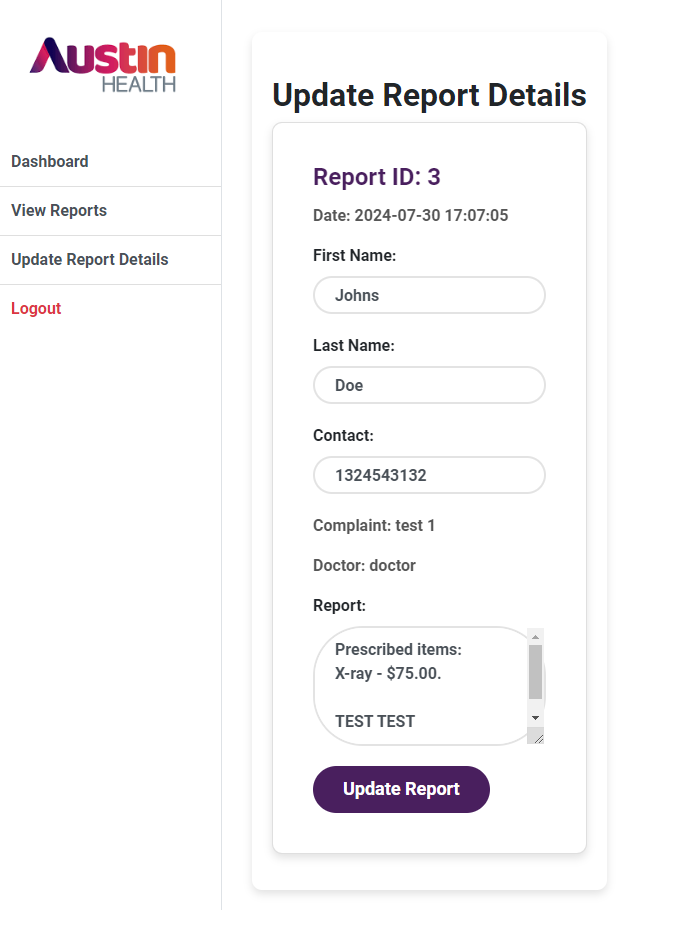 Austin
HEALTH
Dashboard
View Reports
Update Report Details
Logout
Update Report Details
Report ID: 3
Date: 2024-07-30 17:07:05
First Name:
Johns
Last Name:
Doe
Contact:
1324543132
Complaint: test 1
Doctor: doctor
Report:
Prescribed items:
X-ray - $75.00.
TEST TEST
Update Report